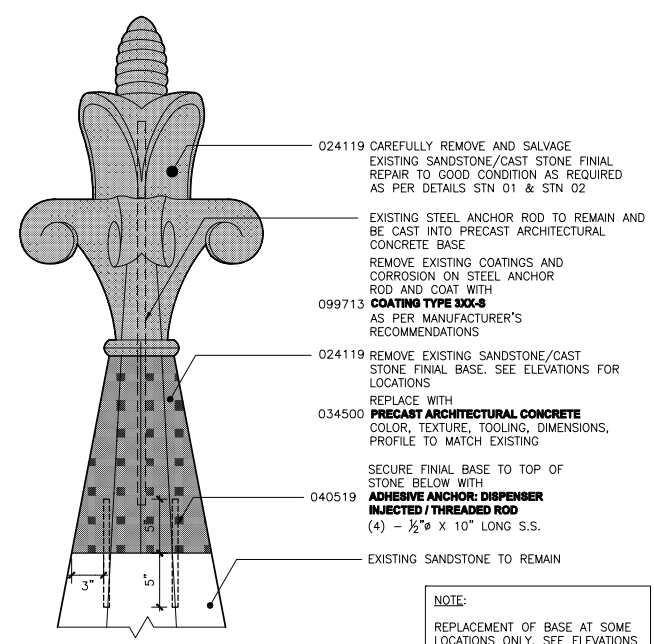 024119 CAREFULLY REMOVE AND SALVAGE
EXISTING SANDSTONE/CAST STONE FINIAL
REPAIR TO GOOD CONDITION AS REQUIRED
AS PER DETAILS STN 01 & STN 02
EXISTING STEEL ANCHOR ROD TO REMAIN AND
BE CAST INTO PRECAST ARCHITECTURAL
CONCRETE BASE
REMOVE EXISTING COATINGS AND
CORROSION ON STEEL ANCHOR
ROD AND COAT WITH
099713 COATING TYPE 3XX-S
AS PER MANUFACTURER'S
RECOMMENDATIONS
024119 REMOVE EXISTING SANDSTONE/CAST
STONE FINIAL BASE. SEE ELEVATIONS FOR
LOCATIONS
REPLACE WITH
034500 PRECAST ARCHITECTURAL CONCRETE
COLOR, TEXTURE, TOOLING, DIMENSIONS,
PROFILE TO MATCH EXISTING
SECURE FINIAL BASE TO TOP OF
STONE BELOW WITH
040519 ADHESIVE ANCHOR: DISPENSER
INJECTED / THREADED ROD
(4) – ½"ø X 10" LONG S.S.
EXISTING SANDSTONE TO REMAIN
5"
5"
3"
NOTE:
REPLACEMENT OF BASE AT SOME
LOCATIONS ONLY. SEE ELEVATIONS